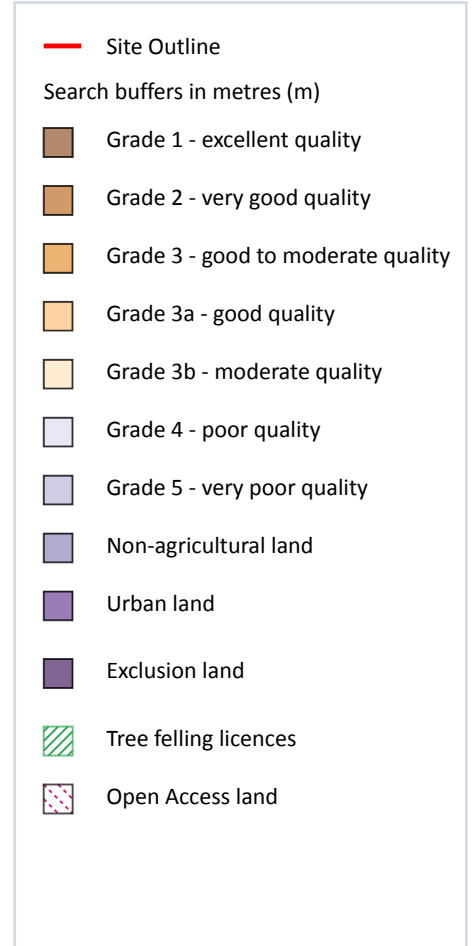 Site Outline
Search buffers in metres (m)
Grade 1 - excellent quality
Grade 2 - very good quality
Grade 3 - good to moderate quality
Grade 3a - good quality
Grade 3b - moderate quality
Grade 4 - poor quality
Grade 5 - very poor quality
Non-agricultural land
Urban land
Exclusion land
Tree felling licences
Open Access land